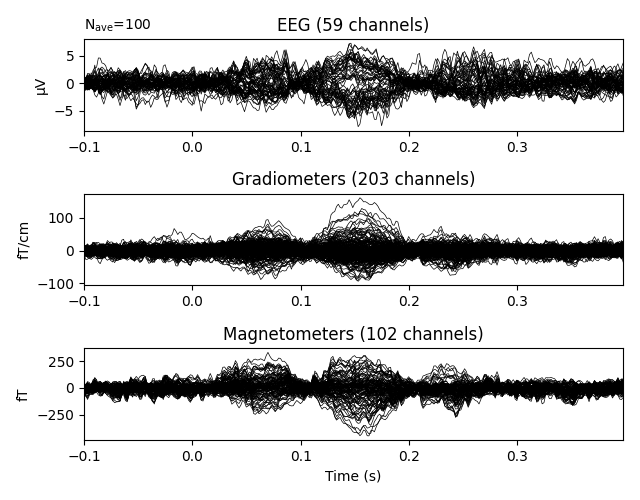 N_ave=100
EEG (59 channels)
5
0
−5
µV
−0.1 0.0 0.1 0.2 0.3
Gradiometers (203 channels)
100
0
−100
fT/cm
−0.1 0.0 0.1 0.2 0.3
Magnetometers (102 channels)
250
0
−250
fT
−0.1 0.0 0.1 0.2 0.3
Time (s)